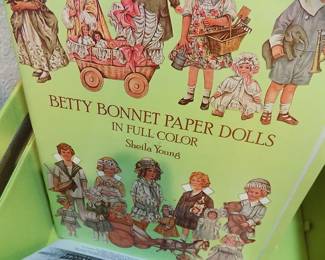 BETTY BONNET PAPER DOLLS
IN FULL COLOR
Sheila Young